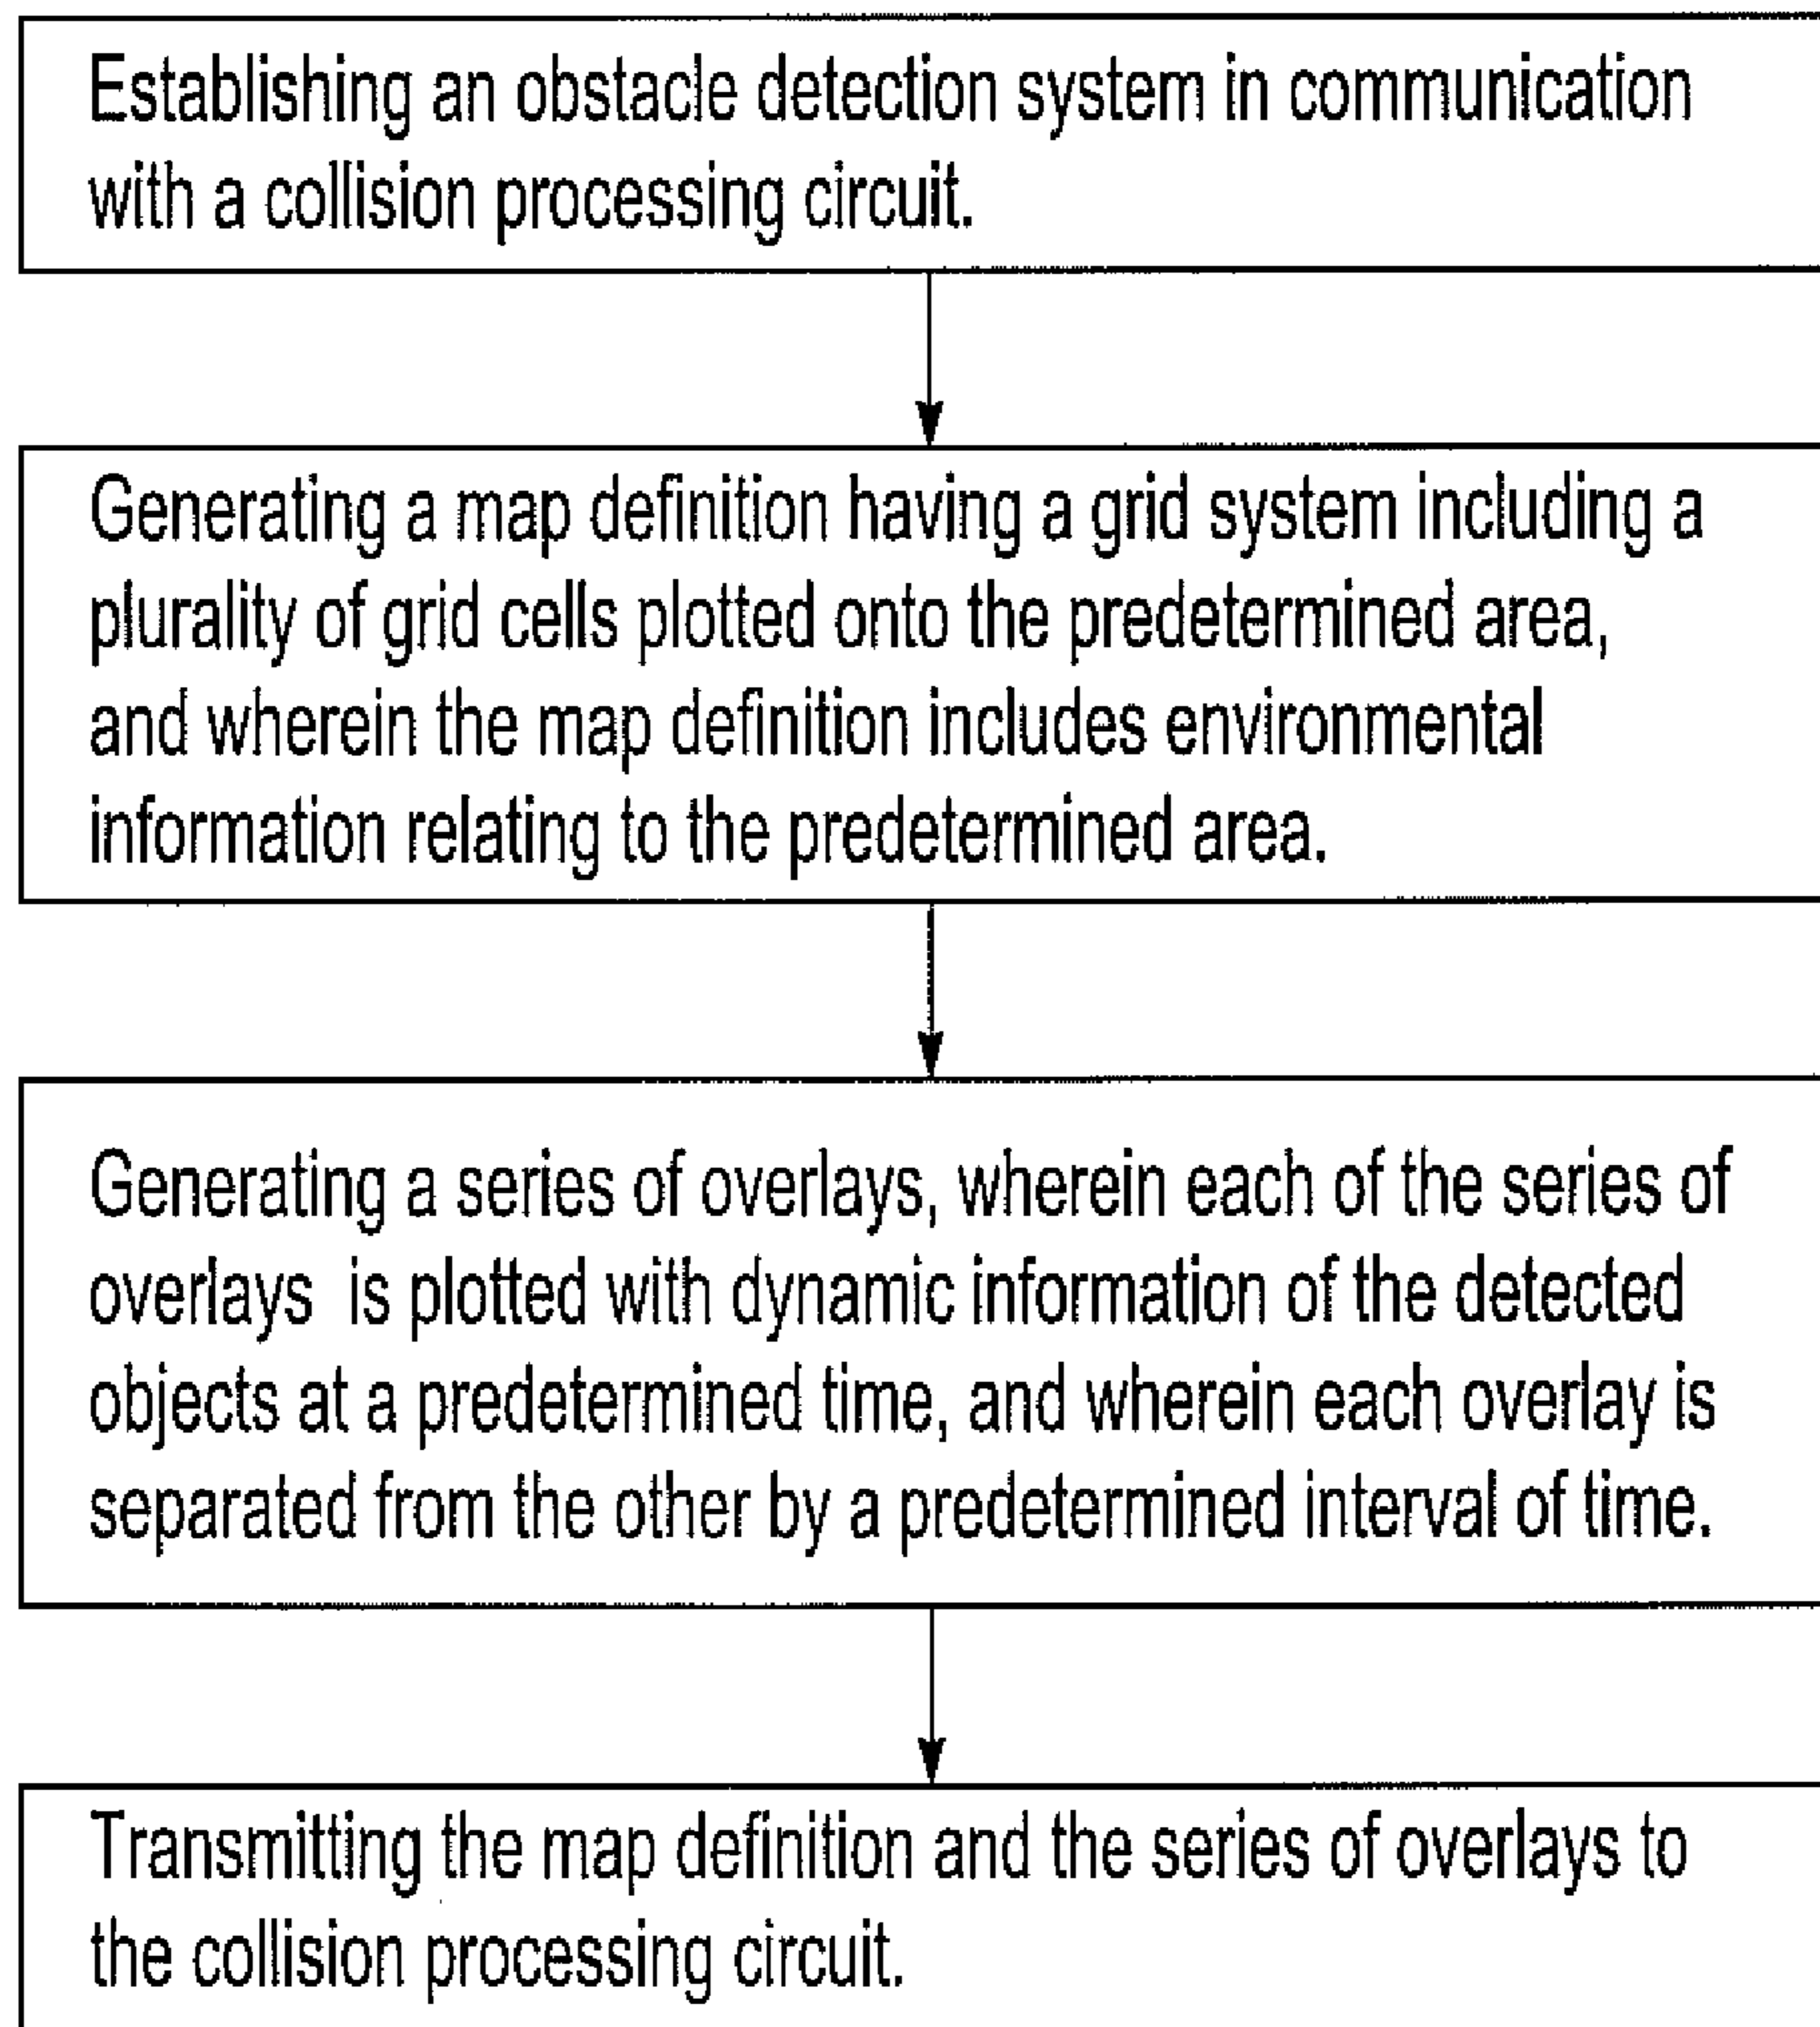 Establishing an obstacle detection system in communication
with a collision processing circuit.
Generating a map definition having a grid system including a
plurality of grid cells plotted onto the predetermined area,
and wherein the map definition includes environmental
information relating to the predetermined area.
Generating a series of overlays, wherein each of the series of
overlays is plotted with dynamic information of the detected
objects at a predetermined time, and wherein each overlay is
separated from the other by a predetermined interval of time.
Transmitting the map definition and the series of overlays to
the collision processing circuit.